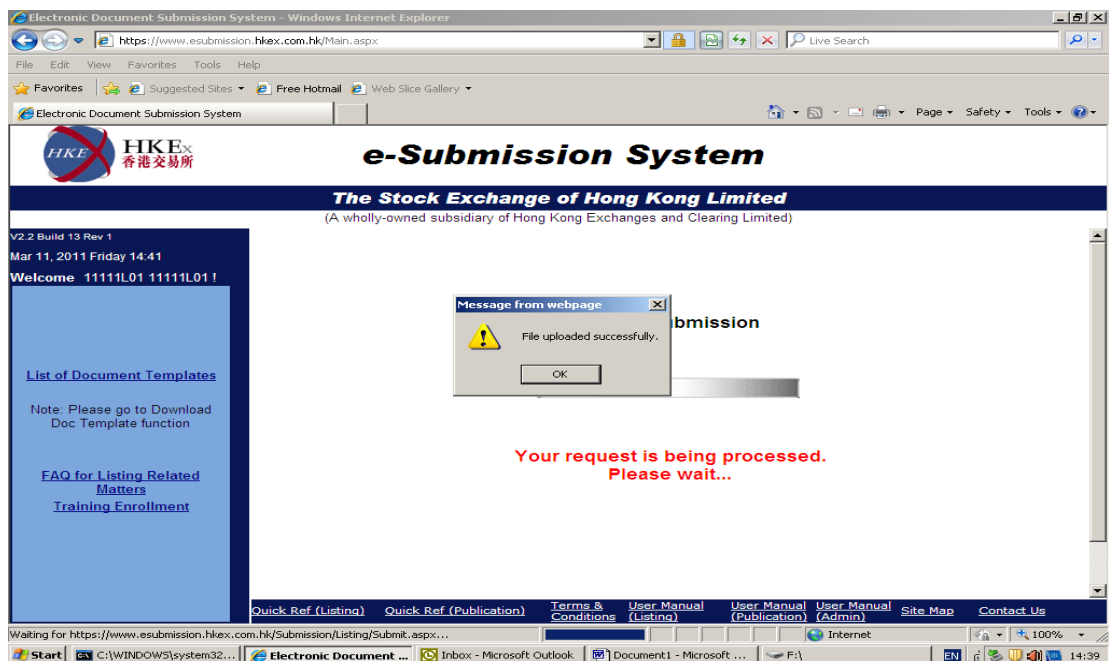 Electronic Document Submission System - Windows Internet Explorer
https://www.esubmission.hkex.com.hk/Main.aspx
Live Search
File Edit View Favorites Tools Help
Favorites Suggested Sites Free Hotmail Web Slice Gallery
Electronic Document Submission System
Page Safety Tools
HKE
HKEx
香港交易所
e-Submission System
The Stock Exchange of Hong Kong Limited
(A wholly-owned subsidiary of Hong Kong Exchanges and Clearing Limited)
V2.2 Build 13 Rev 1
Mar 11, 2011 Friday 14:41
Welcome 11111L01 11111L01 !
List of Document Templates
Note: Please go to Download
Doc Template function
FAQ for Listing Related
Matters
Training Enrollment
Message from webpage
File uploaded successfully.
OK
bmission
Your request is being processed.
Please wait...
Quick Ref (Listing) Quick Ref (Publication) Terms & Conditions User Manual (Listing) User Manual (Publication) User Manual (Admin) Site Map Contact Us
Waiting for https://www.esubmission.hkex.com.hk/Submission/Listing/Submit.aspx...
Internet
100%
Start C:\WINDOWS\system32... Electronic Document ... Inbox - Microsoft Outlook Document1 - Microsoft ... F:\ EN 14:39